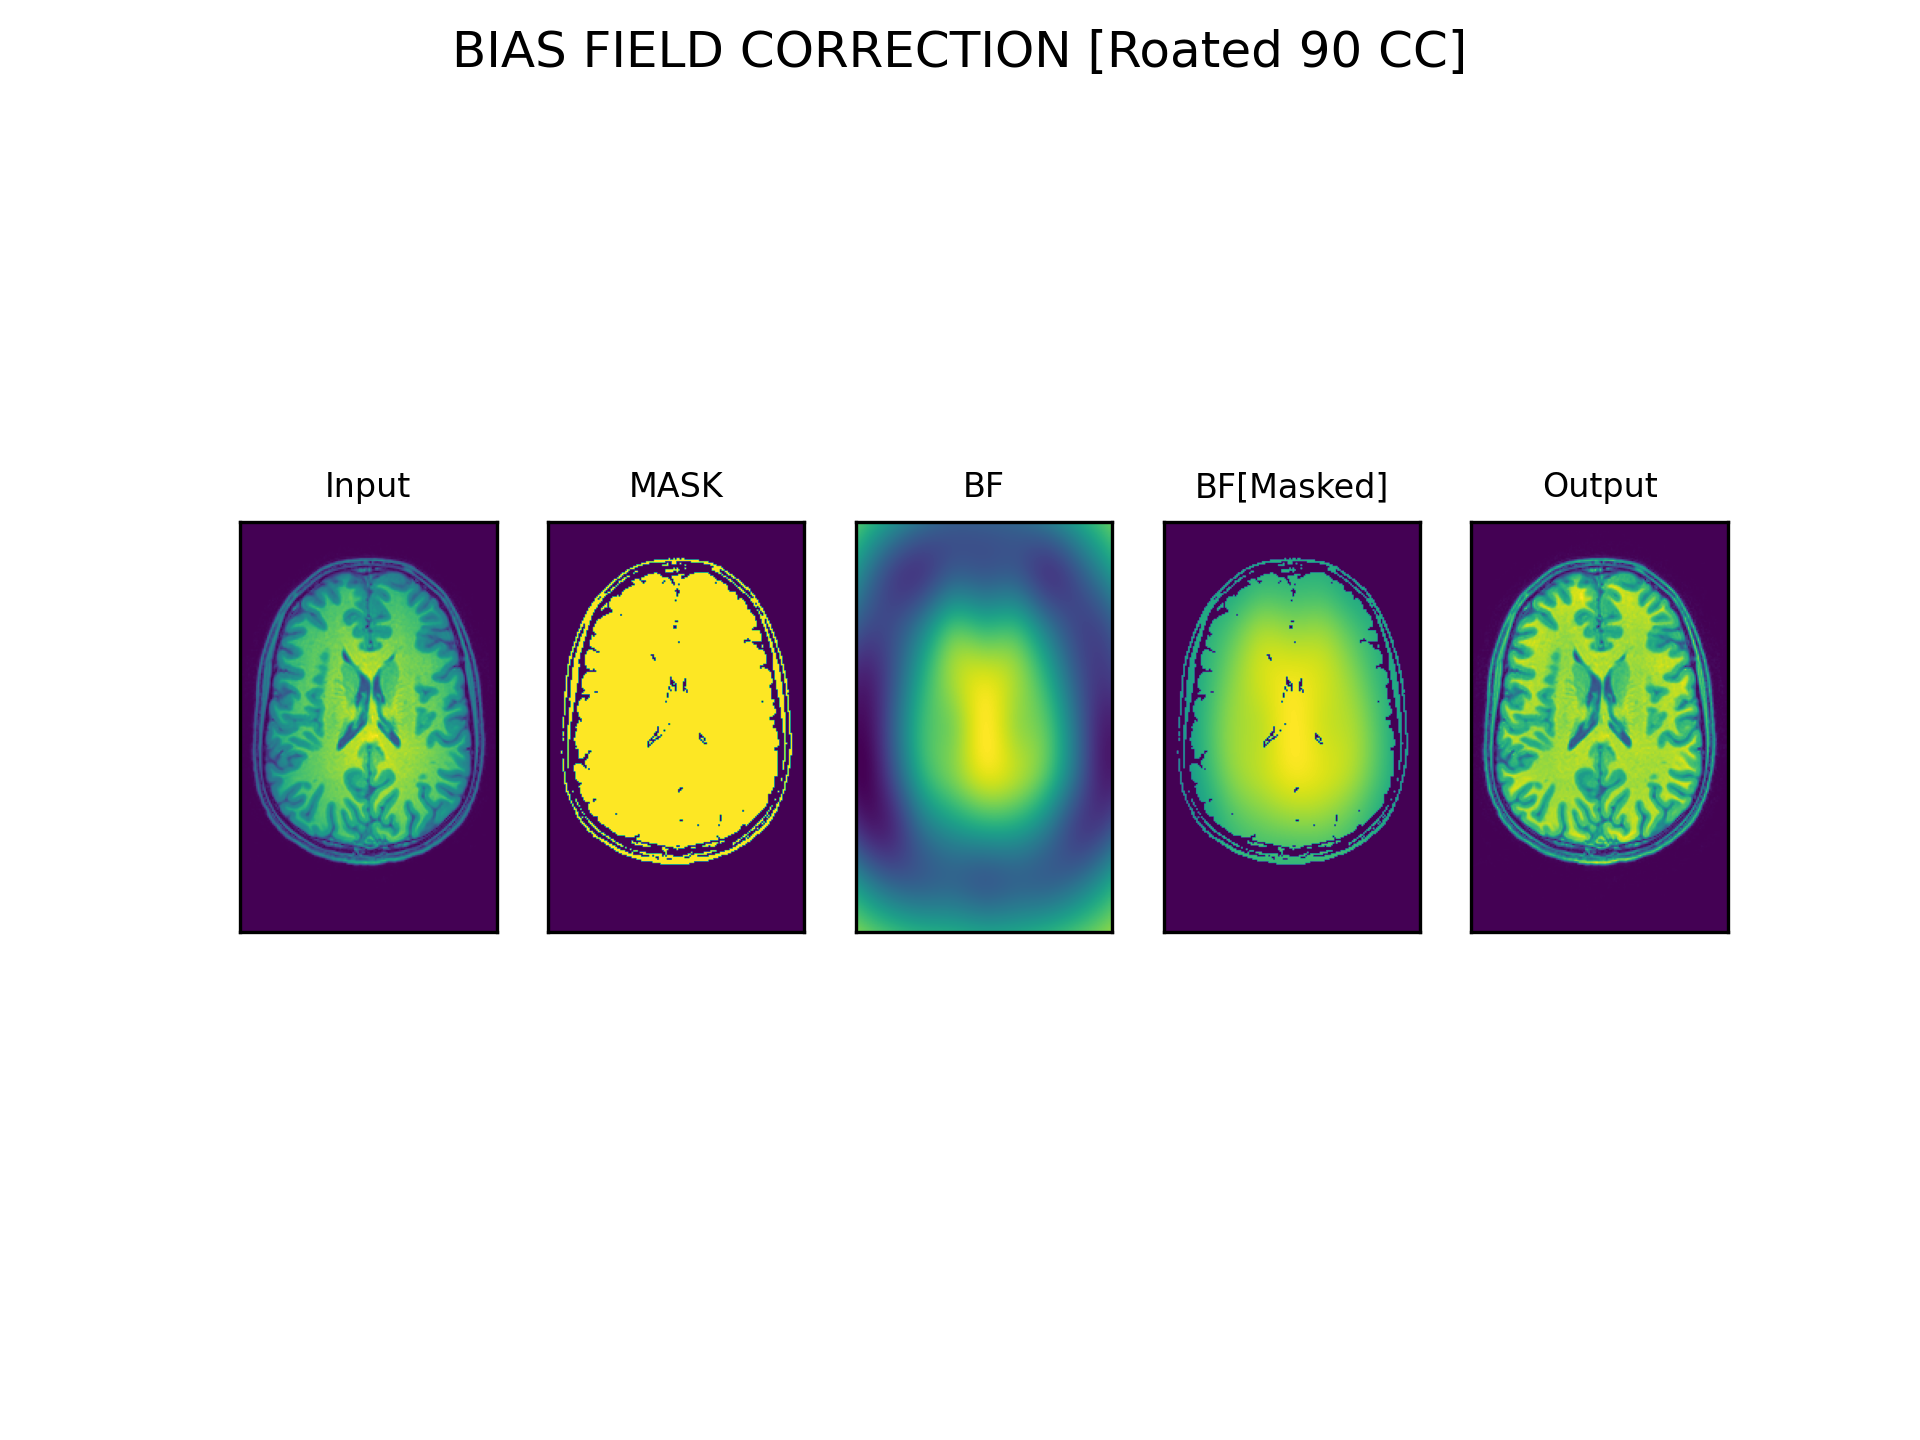 BIAS FIELD CORRECTION [Roated 90 CC]
Input
MASK
BF
BF[Masked]
Output